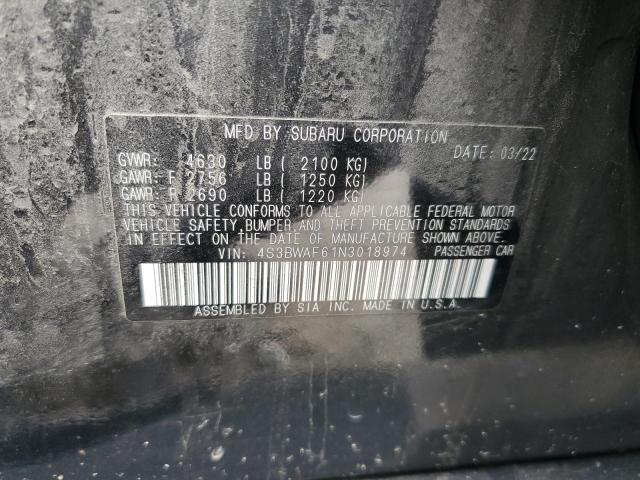 MFD BY SUBARU CORPORATION
DATE: 03/22
GVWR: 4630 LB ( 2100 KG)
GAWR: F 2756 LB ( 1250 KG)
GAWR: R 2690 LB ( 1220 KG)
THIS VEHICLE CONFORMS TO ALL APPLICABLE FEDERAL MOTOR
VEHICLE SAFETY, BUMPER, AND THEFT PREVENTION STANDARDS
IN EFFECT ON THE DATE OF MANUFACTURE SHOWN ABOVE.
VIN: 4S3BWAF61N3018974 PASSENGER CAR
ASSEMBLED BY SIA INC. MADE IN U.S.A.